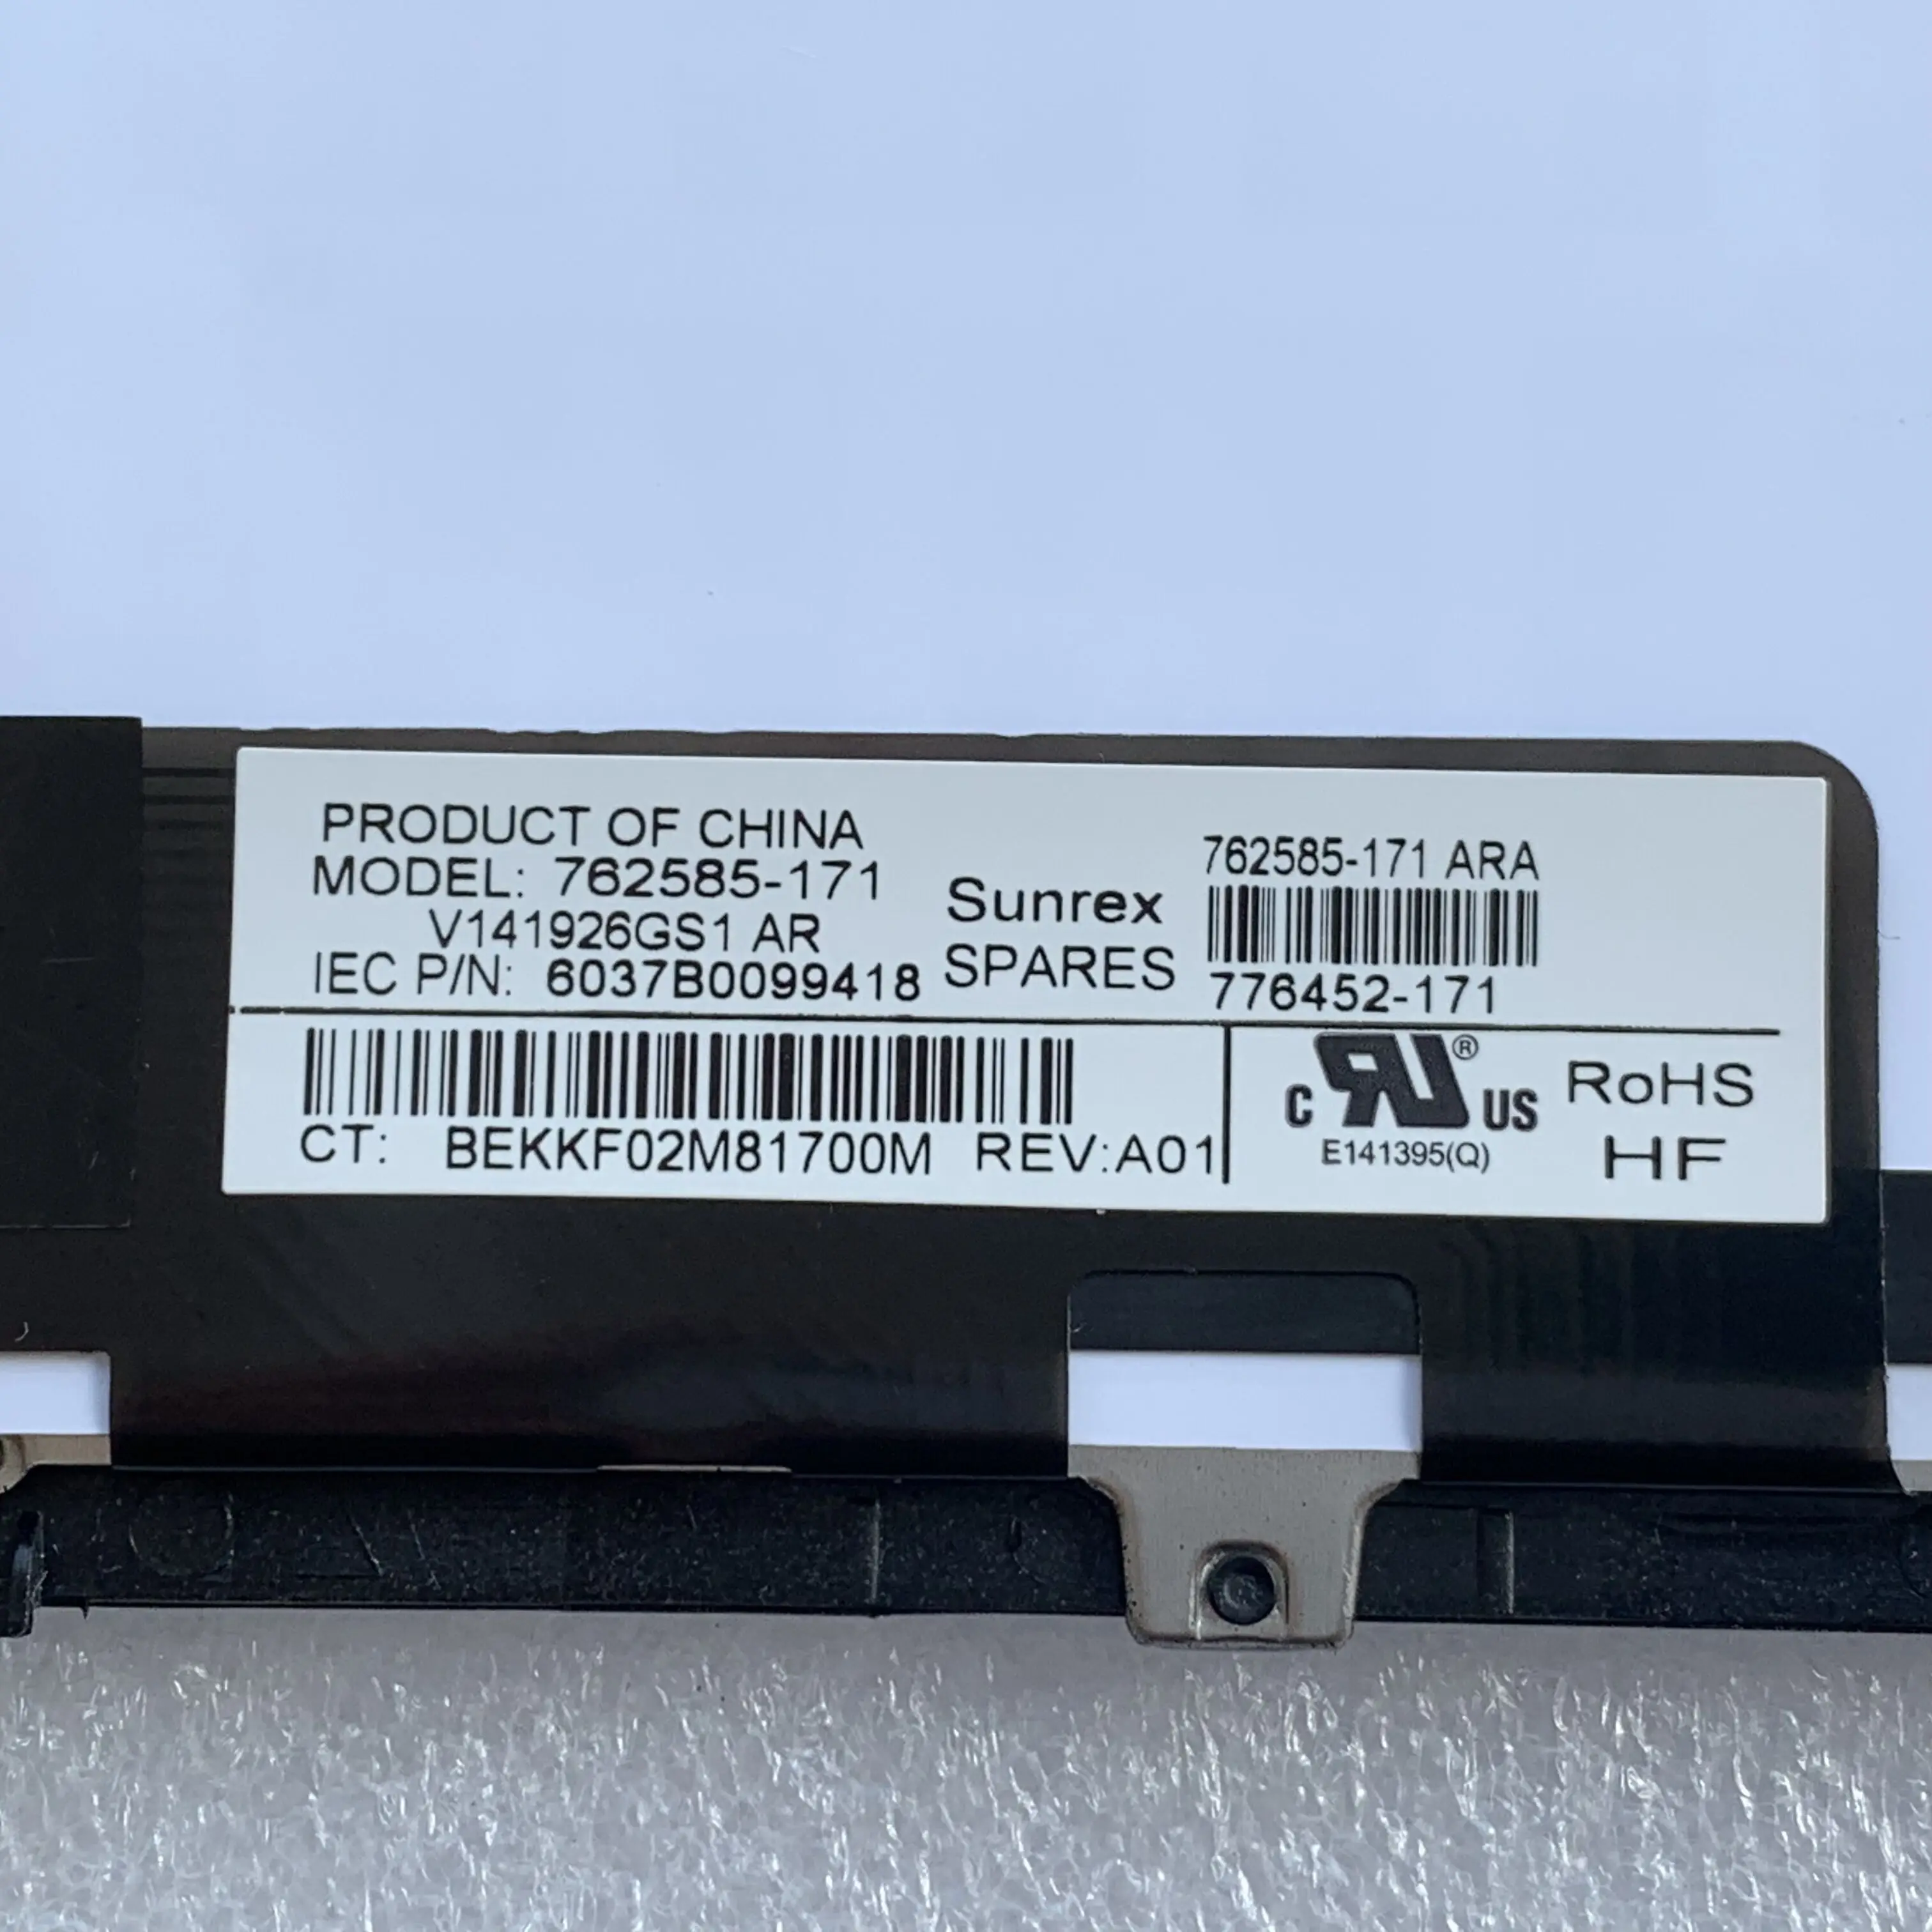 PRODUCT OF CHINA
MODEL: 762585-171
V141926GS1 AR
IEC P/N: 6037B0099418
Sunrex
SPARES
762585-171 ARA
776452-171
CT: BEKKF02M81700M REV:A01
C RU® US
E141395(Q)
RoHS
HF